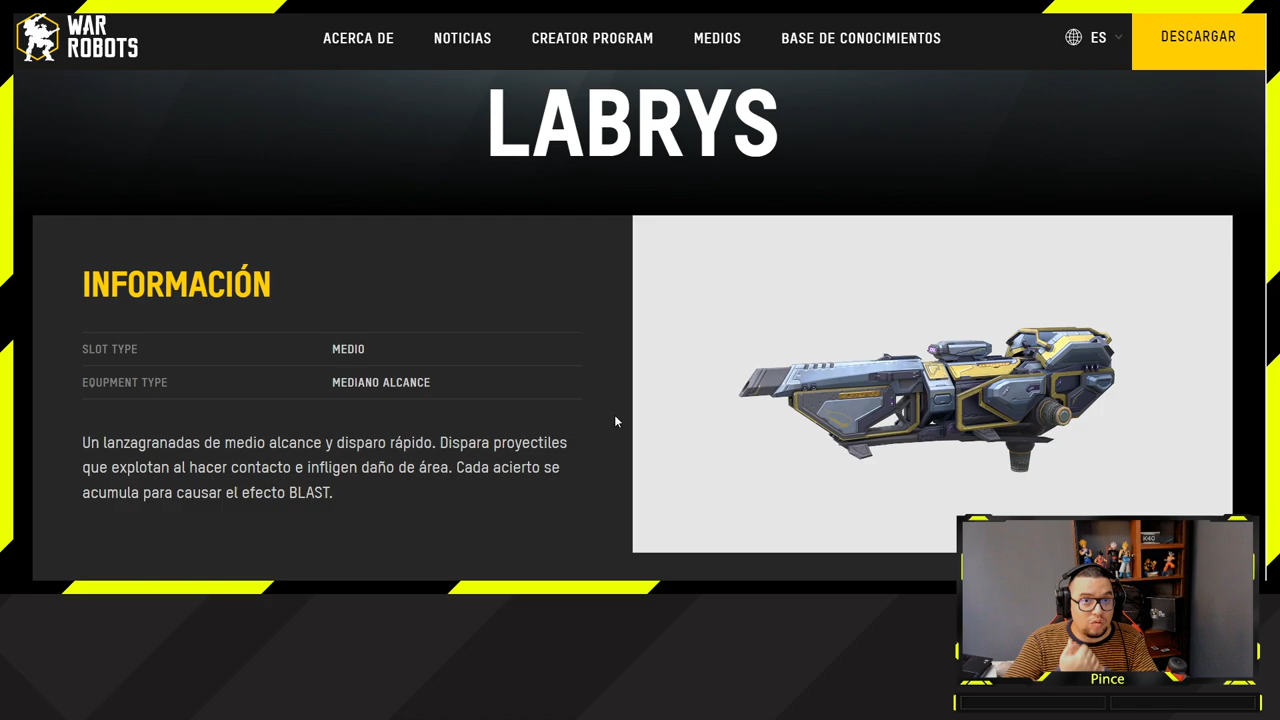 WAR
ROBOTS
ACERCA DE
NOTICIAS
CREATOR PROGRAM
MEDIOS
BASE DE CONOCIMIENTOS
ES
DESCARGAR
LABRYS
INFORMACIÓN
SLOT TYPE
MEDIO
EQUPMENT TYPE
MEDIANO ALCANCE
Un lanzagranadas de medio alcance y disparo rápido. Dispara proyectiles
que explotan al hacer contacto e infligen daño de área. Cada acierto se
acumula para causar el efecto BLAST.
K40
Pince